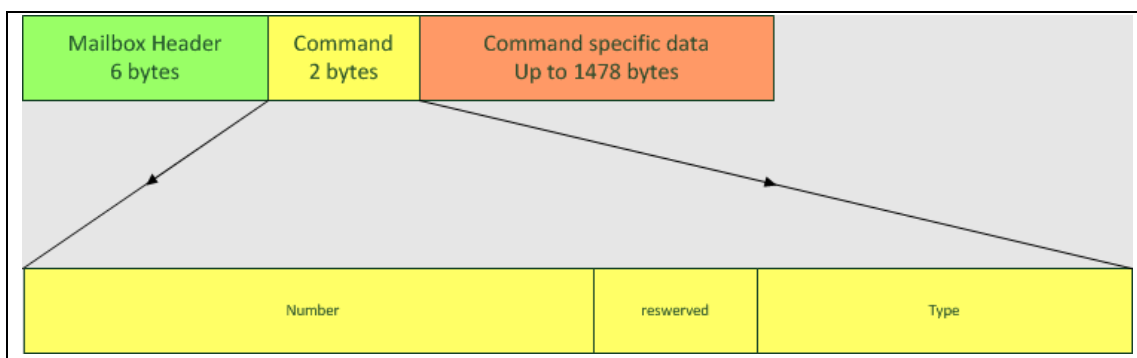 Mailbox Header
6 bytes
Command
2 bytes
Command specific data
Up to 1478 bytes
Number
reswerved
Type